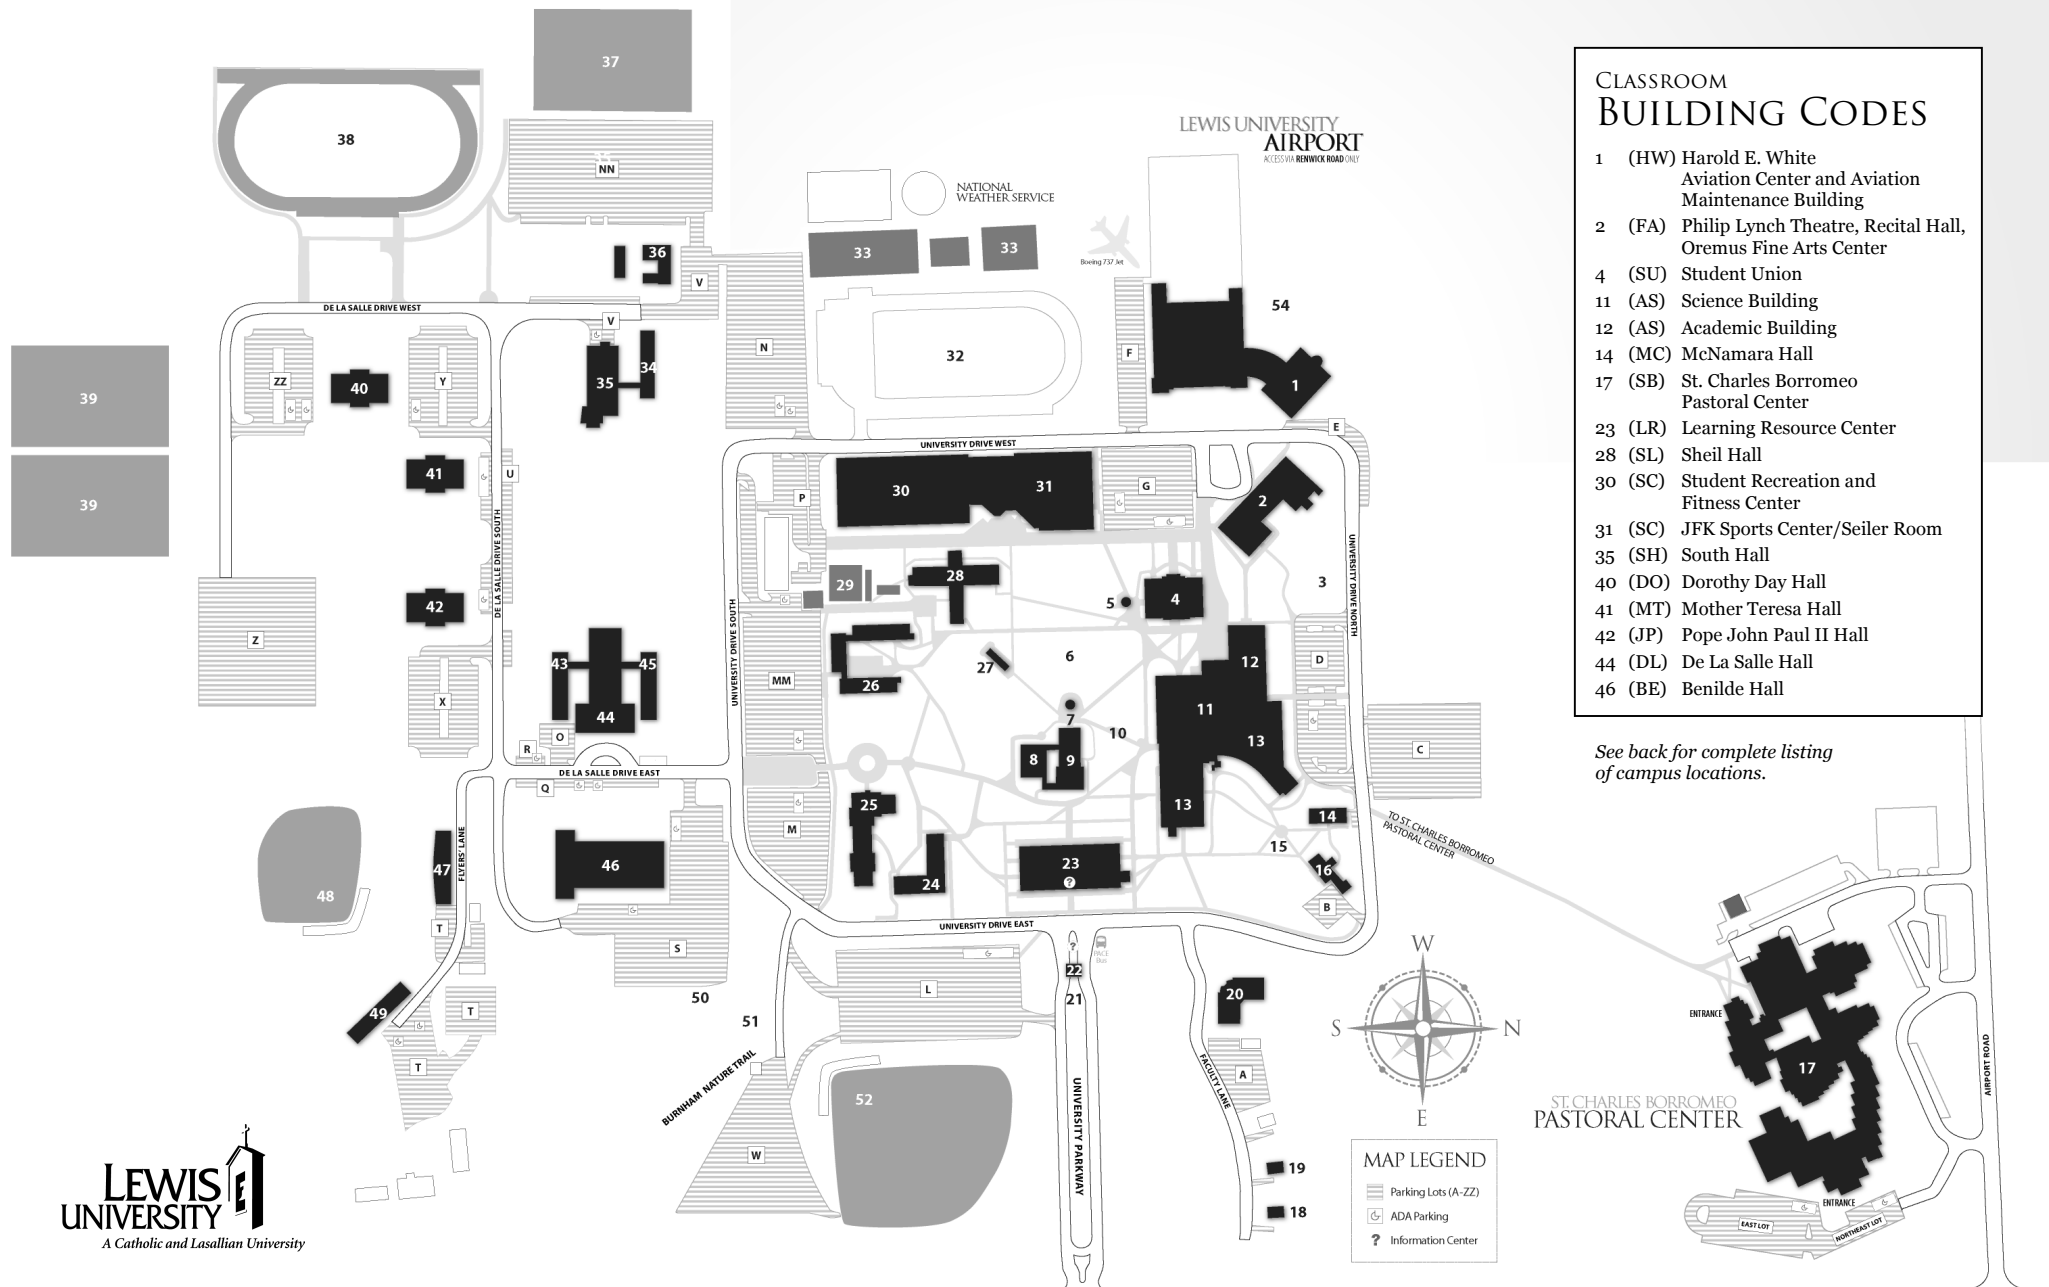 37
38
NN
LEWIS UNIVERSITY
AIRPORT
ACCESS VIA RENWICK ROAD ONLY
NATIONAL
WEATHER SERVICE
33
33
Boeing 737 Jet
36
V
54
DE LA SALLE DRIVE WEST
V
N
32
F
ZZ
40
Y
35
34
1
39
39
E
UNIVERSITY DRIVE WEST
41
U
P
30
31
G
2
DE LA SALLE DRIVE SOUTH
UNIVERSITY DRIVE NORTH
28
29
3
5
4
42
Z
UNIVERSITY DRIVE SOUTH
43
45
44
MM
26
27
6
12
D
X
11
7
10
13
C
O
R
8
9
DE LA SALLE DRIVE EAST
Q
25
13
14
TO ST. CHARLES BORROMEO
PASTORAL CENTER
M
15
FLYERS' LANE
47
46
23
?
24
16
48
B
T
UNIVERSITY DRIVE EAST
S
?
PACE
Bus
22
21
L
20
50
51
49
T
T
BURNHAM NATURE TRAIL
52
W
UNIVERSITY PARKWAY
FACULTY LANE
A
19
18
W
S
N
E
MAP LEGEND
Parking Lots (A-ZZ)
ADA Parking
? Information Center
ENTRANCE
17
AIRPORT ROAD
ST. CHARLES BORROMEO
PASTORAL CENTER
ENTRANCE
EAST LOT
NORTHEAST LOT
CLASSROOM
BUILDING CODES
1 (HW) Harold E. White
Aviation Center and Aviation
Maintenance Building
2 (FA) Philip Lynch Theatre, Recital Hall,
Oremus Fine Arts Center
4 (SU) Student Union
11 (AS) Science Building
12 (AS) Academic Building
14 (MC) McNamara Hall
17 (SB) St. Charles Borromeo
Pastoral Center
23 (LR) Learning Resource Center
28 (SL) Sheil Hall
30 (SC) Student Recreation and
Fitness Center
31 (SC) JFK Sports Center/Seiler Room
35 (SH) South Hall
40 (DO) Dorothy Day Hall
41 (MT) Mother Teresa Hall
42 (JP) Pope John Paul II Hall
44 (DL) De La Salle Hall
46 (BE) Benilde Hall
See back for complete listing
of campus locations.
LEWIS
UNIVERSITY
A Catholic and Lasallian University